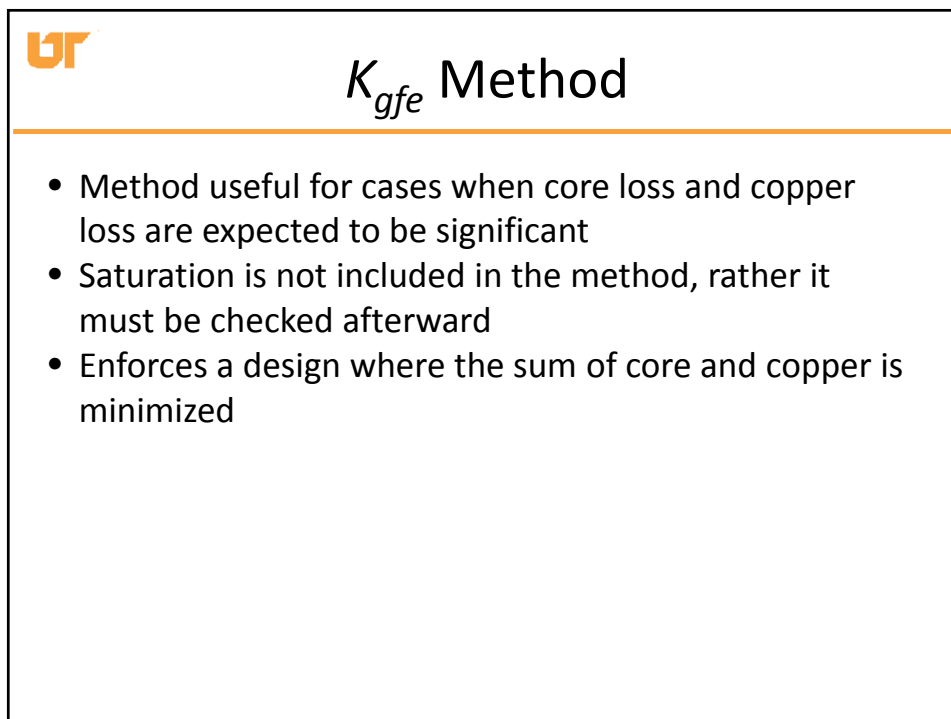 UT
K_gfe Method
• Method useful for cases when core loss and copper
loss are expected to be significant
• Saturation is not included in the method, rather it
must be checked afterward
• Enforces a design where the sum of core and copper is
minimized